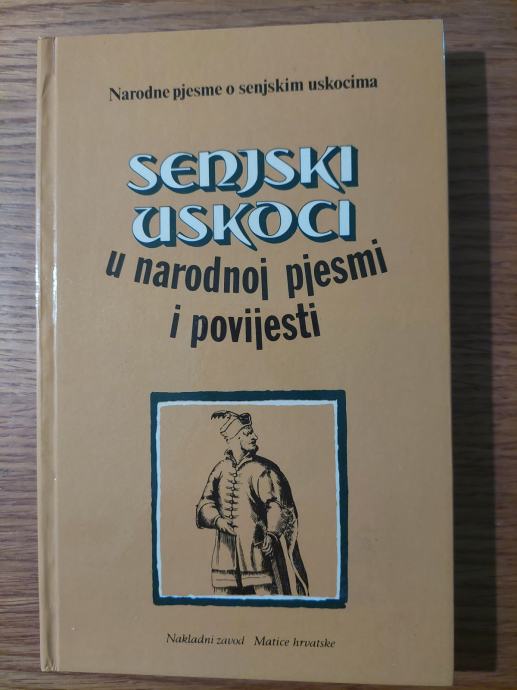 Narodne pjesme o senjskim uskocima
SENJSKI
USKOCI
u narodnoj pjesmi
i povijesti
Nakladni zavod Matice hrvatske